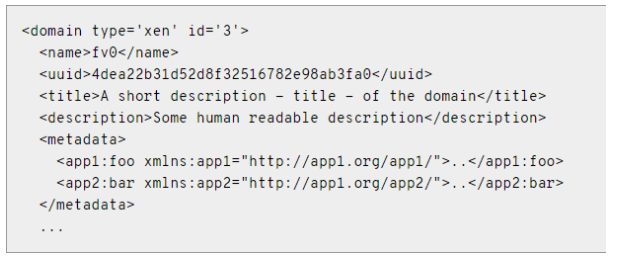 <domain type='xen' id='3'>
<name>fv0</name>
<uuid>4dea22b31d52d8f32516782e98ab3fa0</uuid>
<title>A short description - title - of the domain</title>
<description>Some human readable description</description>
<metadata>
<app1:foo xmlns:app1="http://app1.org/app1/">..</app1:foo>
<app2:bar xmlns:app2="http://app1.org/app2/">..</app2:bar>
</metadata>
...